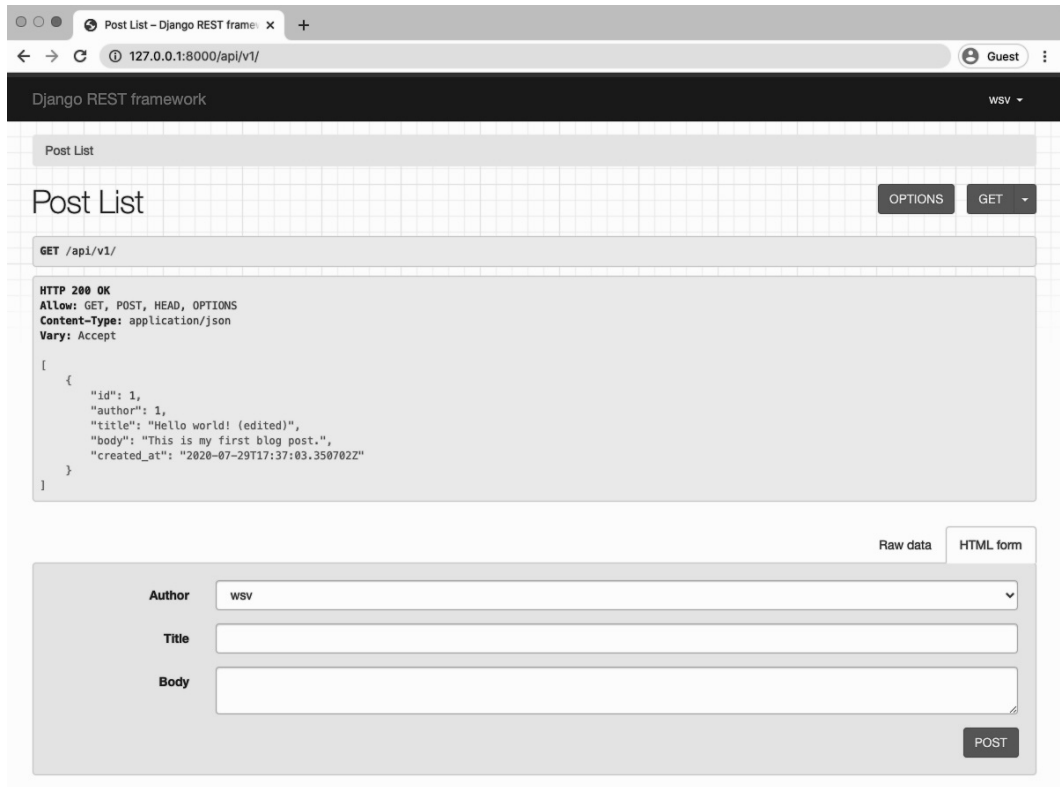 Post List – Django REST framew
127.0.0.1:8000/api/v1/
Guest
Django REST framework
wsv
Post List
Post List
OPTIONS
GET
GET /api/v1/
HTTP 200 OK
Allow: GET, POST, HEAD, OPTIONS
Content-Type: application/json
Vary: Accept
[
{
"id": 1,
"author": 1,
"title": "Hello world! (edited)",
"body": "This is my first blog post.",
"created_at": "2020-07-29T17:37:03.350702Z"
}
]
Raw data
HTML form
Author
wsv
Title
Body
POST